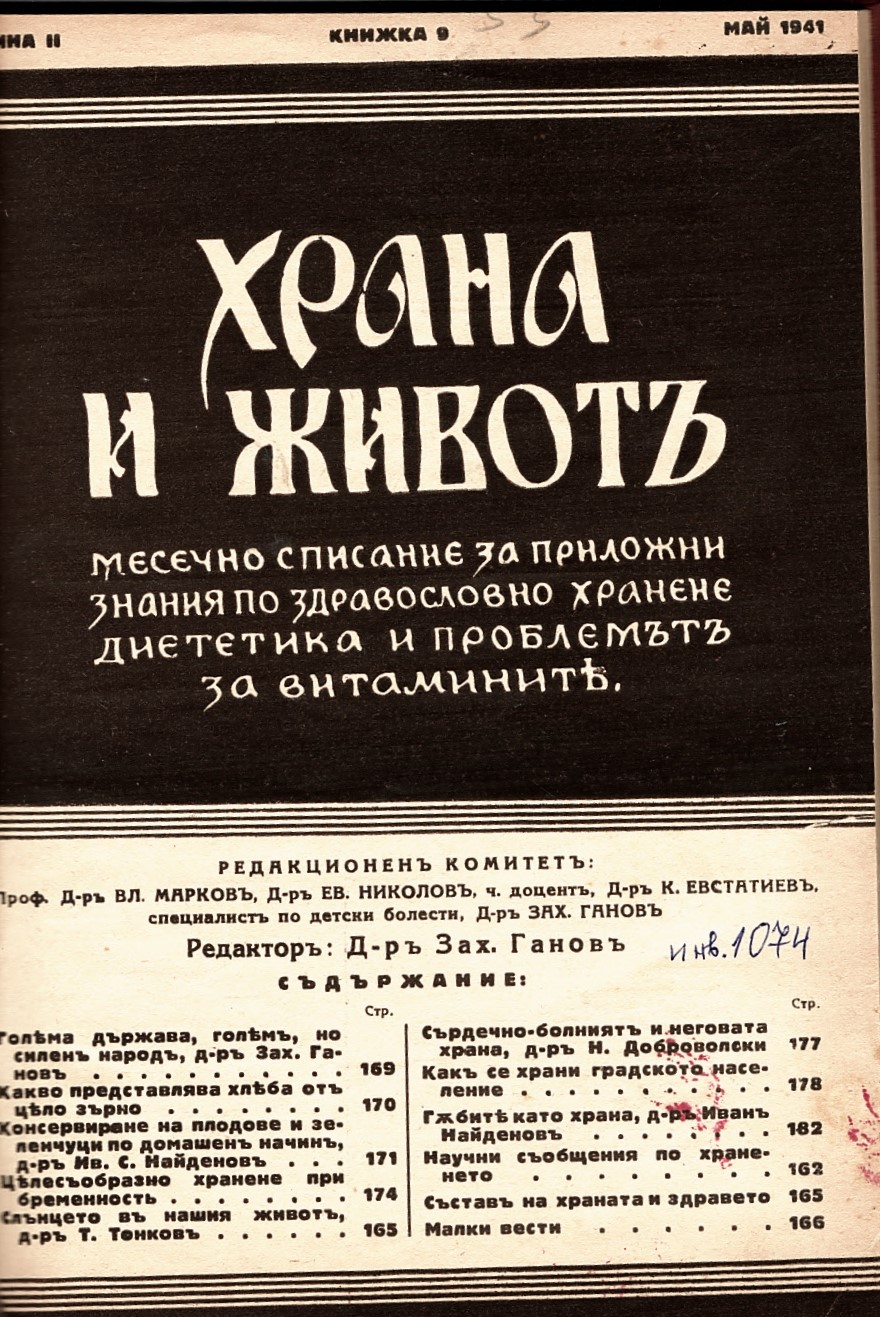 ИНА II КНИЖКА 9 МАЙ 1941
ХРАНА
И ЖИВОТЪ
МЕСЕЧНО СПИСАНИЕ ЗА ПРИЛОЖНИ
ЗНАНИЯ ПО ЗДРАВОСЛОВНО ХРАНЕНЕ
ДИЕТЕТИКА И ПРОБЛЕМЪТЪ
ЗА ВИТАМИНИТѢ.
РЕДАКЦИОНЕНЪ КОМИТЕТЪ:
Проф. Д-ръ ВЛ. МАРКОВЪ, Д-ръ ЕВ. НИКОЛОВЪ, ч. доцентъ, Д-ръ К. ЕВСТАТИЕВЪ,
специалистъ по детски болести, Д-ръ ЗАХ. ГАНОВЪ
Редакторъ: Д-ръ Зах. Гановъ
инв. 1074
СЪДЪРЖАНИЕ:
Стр.
Голѣма държава, голѣмъ, но
силенъ народъ, д-ръ Зах. Га-
новъ . . . . . . . . . . . 169
Какво представлява хлѣба отъ
цѣло зърно . . . . . . . . 170
Консервиране на плодове и зе-
ленчуци по домашенъ начинъ,
д-ръ Ив. С. Найденовъ . . . 171
Цѣлесъобразно хранене при
бременность . . . . . . . . 174
Слънцето въ нашия животъ,
д-ръ Т. Тонковъ . . . . . . 165
Стр.
Сърдечно-болниятъ и неговата
храна, д-ръ Н. Доброволски 177
Какъ се храни градското насе-
ление . . . . . . . . . . 178
Гѫбитѣ като храна, д-ръ Иванъ
Найденовъ . . . . . . . 182
Научни съобщения по хране-
нето . . . . . . . . . 162
Съставъ на храната и здравето 165
Малки вести . . . . . . 166